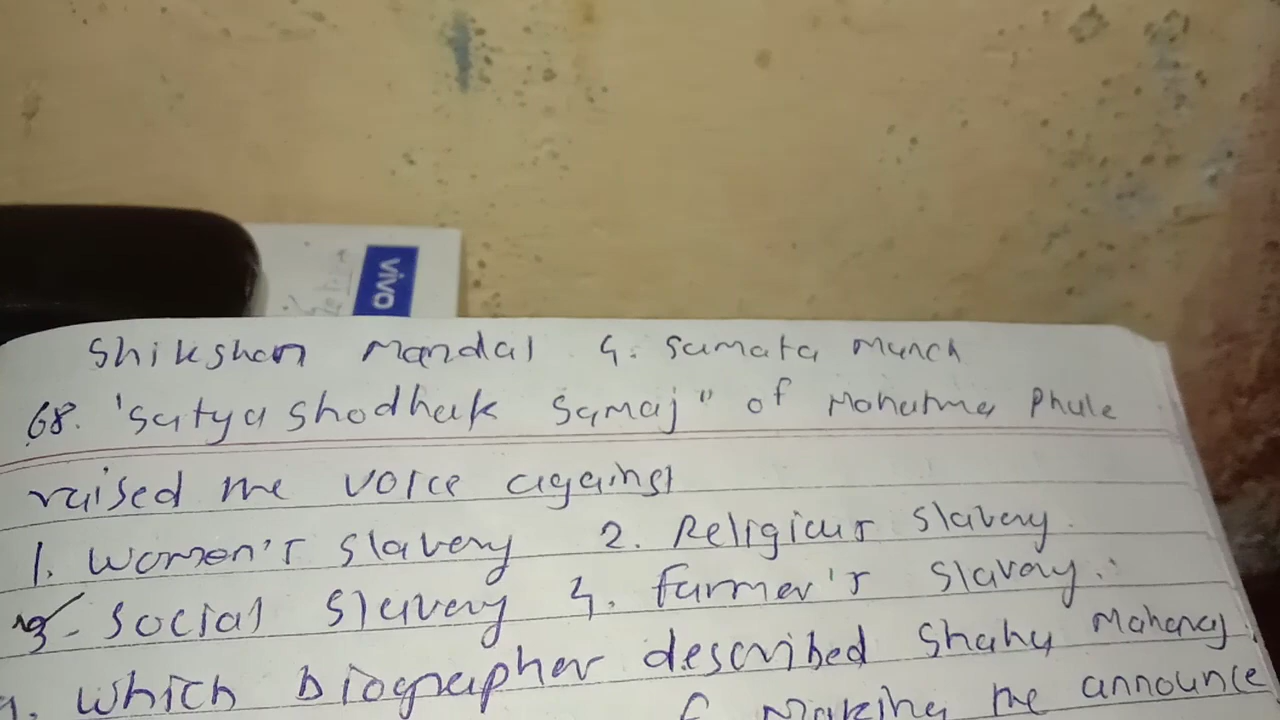 vivo
Shikshan Mandal 4. Samata Manch
68. 'Satya Shodhak Samaj" of Mahatma Phule
raised the voice against
1. Women's slavery 2. Religious slavery.
3. Social slavery 4. Farmer's slavery.
which biographer described Shahu Maharaj
making the announce